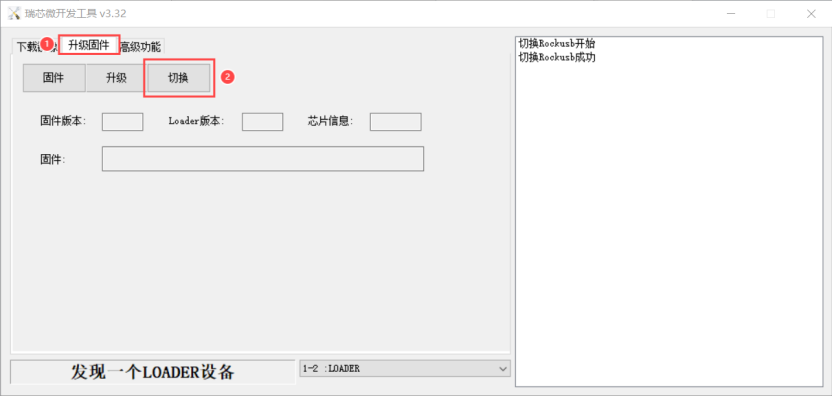 瑞芯微开发工具 v3.32
1 升级固件 高级功能
固件 升级 切换 2
固件版本: Loader版本: 芯片信息:
固件:
发现一个LOADER设备 1-2 :LOADER
切换Rockusb开始
切换Rockusb成功